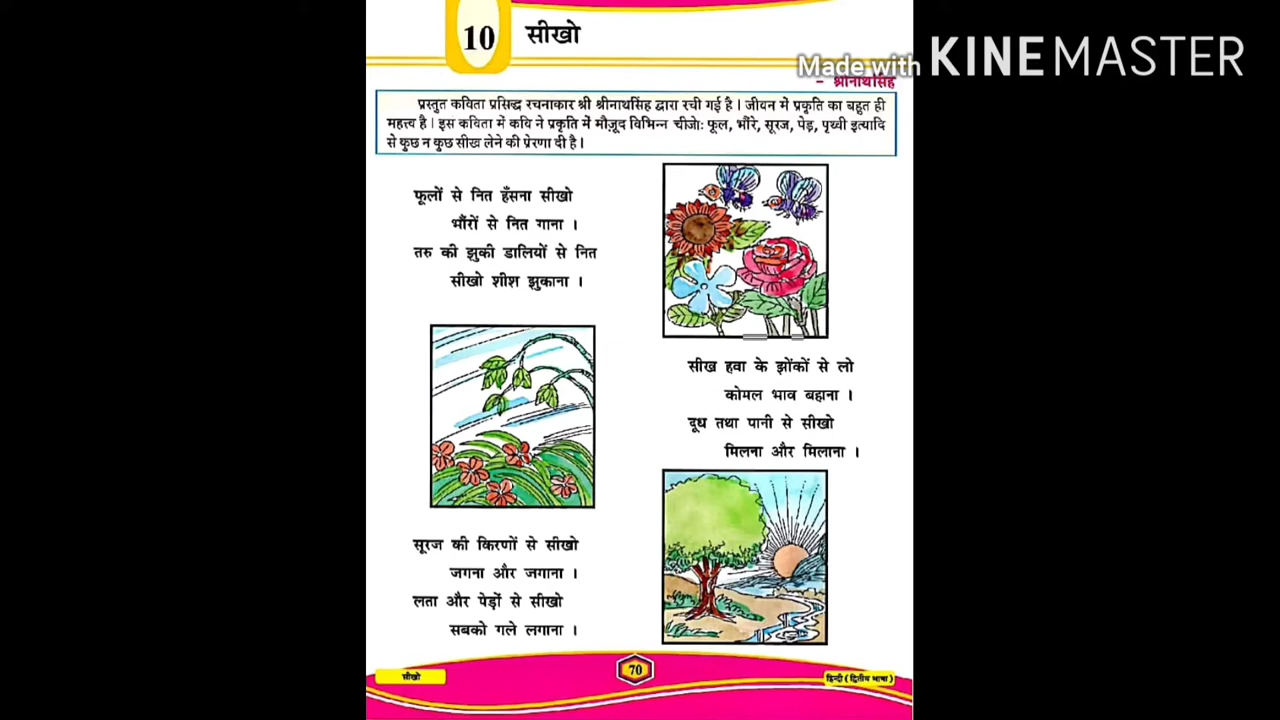 10 सीखो
Made with KINEMASTER
– श्रीनाथसिंह
प्रस्तुत कविता प्रसिद्ध रचनाकार श्री श्रीनाथसिंह द्वारा रची गई है। जीवन में प्रकृति का बहुत ही
महत्त्व है। इस कविता में कवि ने प्रकृति में मौजूद विभिन्न चीजों: फूल, भौंरे, सूरज, पेड़, पृथ्वी इत्यादि
से कुछ न कुछ सीख लेने की प्रेरणा दी है।
फूलों से नित हँसना सीखो
भौंरों से नित गाना ।
तरु की झुकी डालियों से नित
सीखो शीश झुकाना ।
सीख हवा के झोंकों से लो
कोमल भाव बहाना ।
दूध तथा पानी से सीखो
मिलना और मिलाना ।
सूरज की किरणों से सीखो
जगना और जगाना ।
लता और पेड़ों से सीखो
सबको गले लगाना ।
सीखो
70
हिन्दी (द्वितीय भाषा)